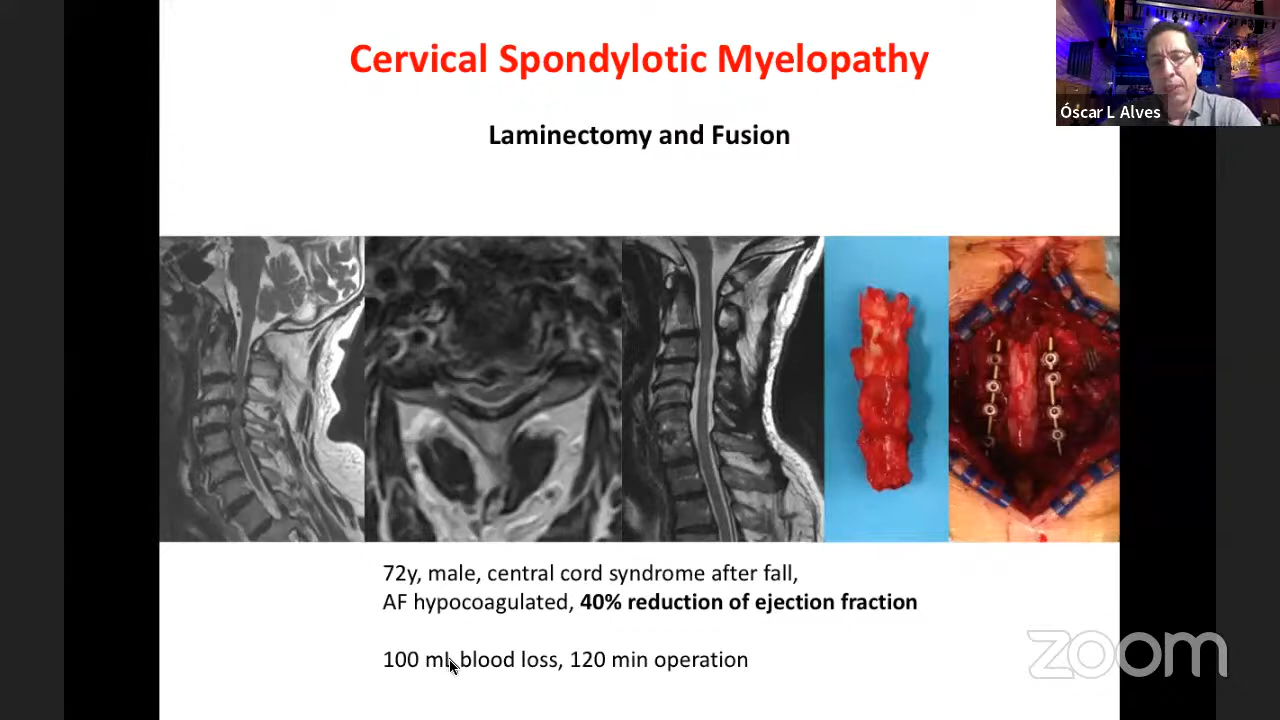 Cervical Spondylotic Myelopathy
Óscar L Alves
Laminectomy and Fusion
72y, male, central cord syndrome after fall,
AF hypocoagulated, 40% reduction of ejection fraction
100 mL blood loss, 120 min operation
zoom